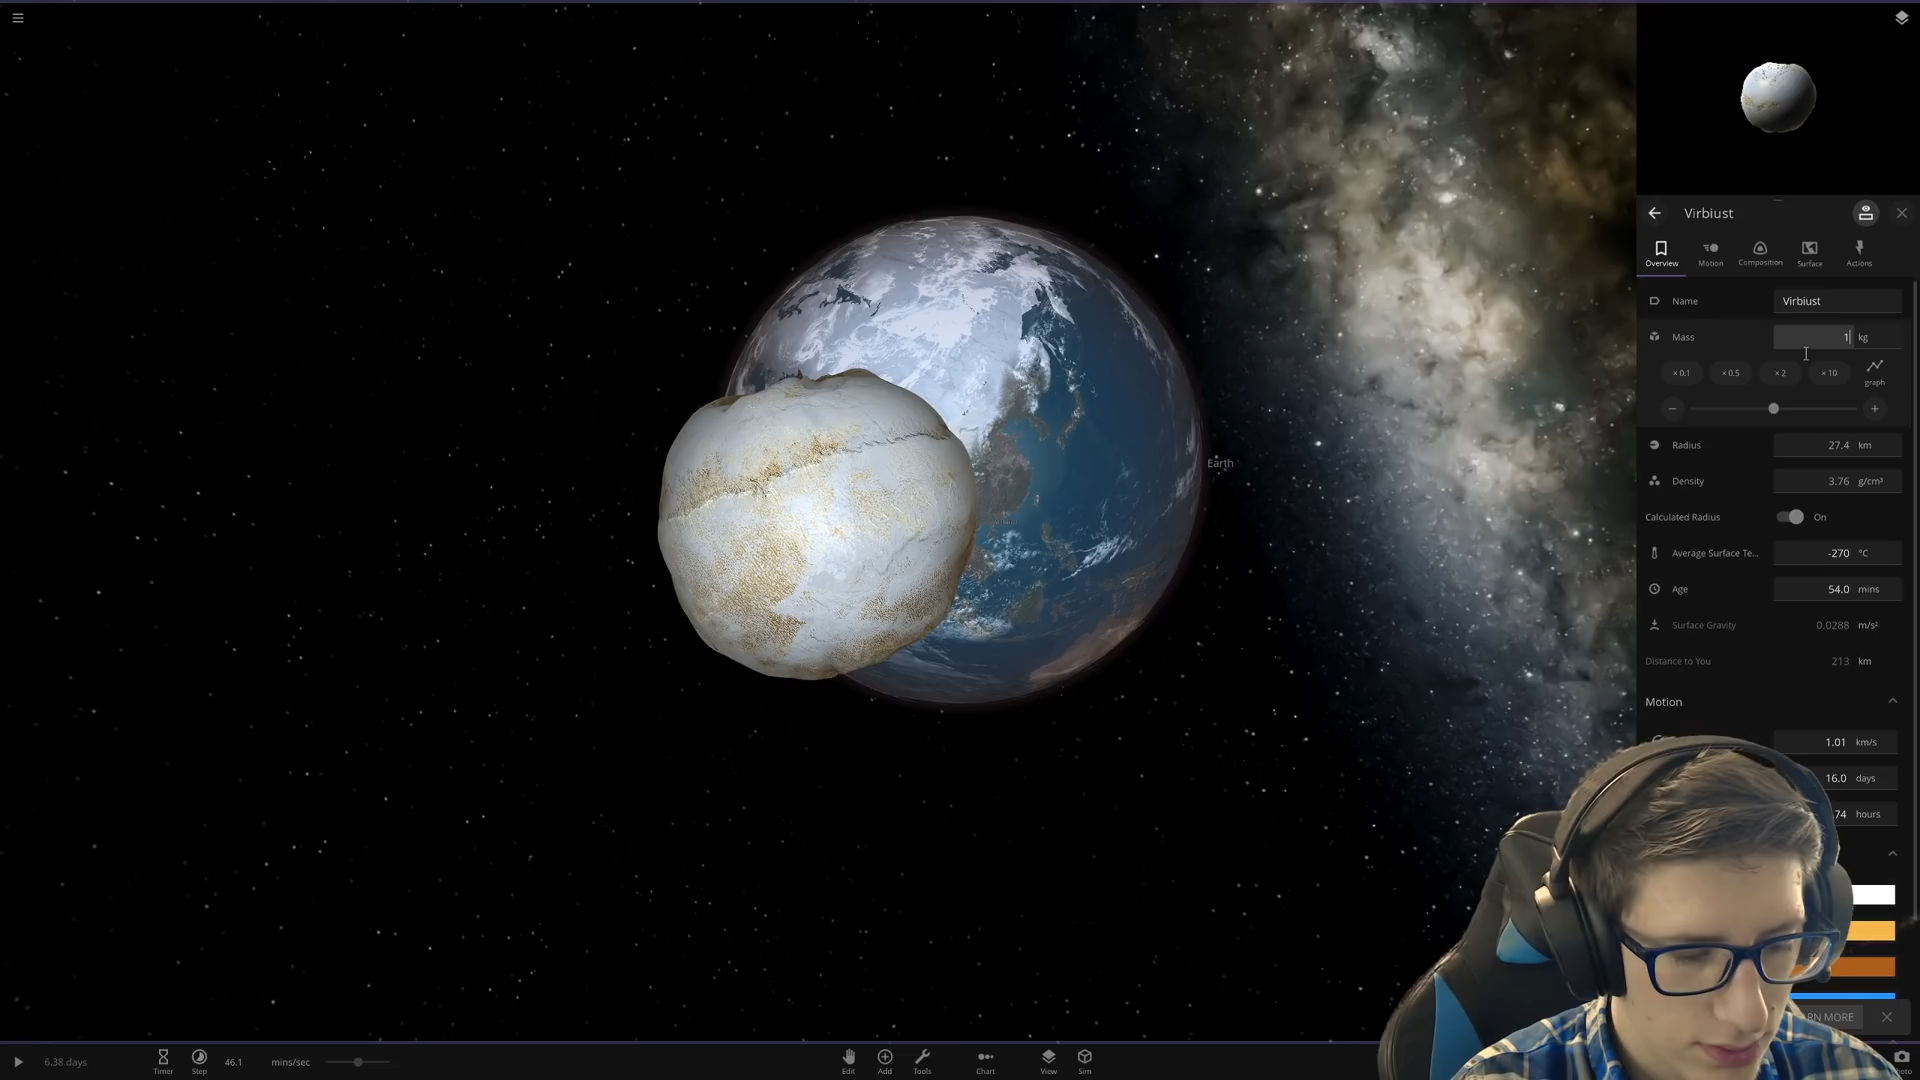 Virbiust
Overview Motion Composition Surface Actions
Name Virbiust
Mass 1 kg
× 0.1 × 0.5 × 2 × 10 graph
Radius 27.4 km
Density 3.76 g/cm³
Earth
Calculated Radius On
Average Surface Te... -270 °C
Age 54.0 mins
Surface Gravity 0.0288 m/s²
Distance to You 213 km
Motion
1.01 km/s
16.0 days
74 hours
RN MORE
6.38 days Timer Step 46.1 mins/sec Edit Add Tools Chart View Sim